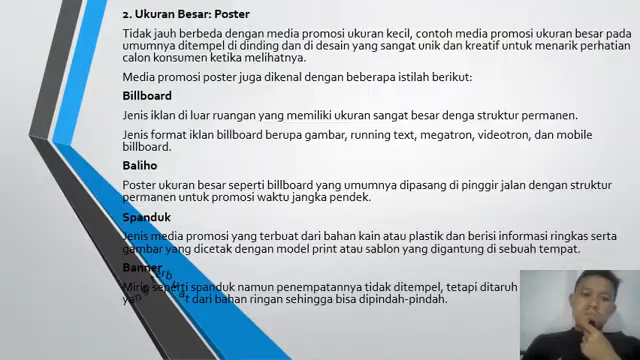 2. Ukuran Besar: Poster
Tidak jauh berbeda dengan media promosi ukuran kecil, contoh media promosi ukuran besar pada
umumnya ditempel di dinding dan di desain yang sangat unik dan kreatif untuk menarik perhatian
calon konsumen ketika melihatnya.
Media promosi poster juga dikenal dengan beberapa istilah berikut:
Billboard
Jenis iklan di luar ruangan yang memiliki ukuran sangat besar denga struktur permanen.
Jenis format iklan billboard berupa gambar, running text, megatron, videotron, dan mobile
billboard.
Baliho
Poster ukuran besar seperti billboard yang umumnya dipasang di pinggir jalan dengan struktur
permanen untuk promosi waktu jangka pendek.
Spanduk
Jenis media promosi yang terbuat dari bahan kain atau plastik dan berisi informasi ringkas serta
gambar yang dicetak dengan model print atau sablon yang digantung di sebuah tempat.
Banner
Mirip seperti spanduk namun penempatannya tidak ditempel, tetapi ditaruh
yang terbuat dari bahan ringan sehingga bisa dipindah-pindah.